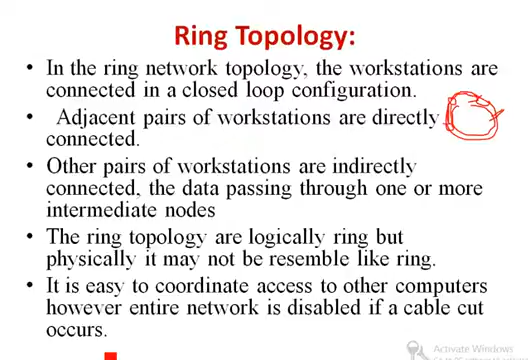 Ring Topology:
• In the ring network topology, the workstations are
connected in a closed loop configuration.
• Adjacent pairs of workstations are directly
connected.
• Other pairs of workstations are indirectly
connected, the data passing through one or more
intermediate nodes
• The ring topology are logically ring but
physically it may not be resemble like ring.
• It is easy to coordinate access to other computers
however entire network is disabled if a cable cut
occurs.
Activate Windows